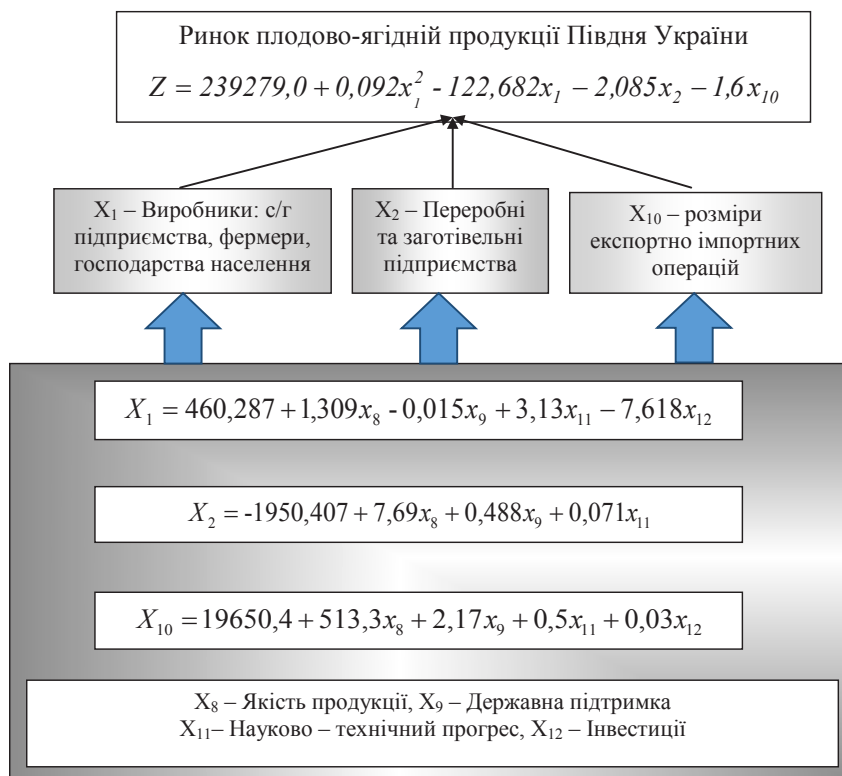 Ринок плодово-ягідній продукції Півдня України
Z = 239279,0 + 0,092x₁² - 122,682x₁ – 2,085x₂ – 1,6x₁₀
X₁ – Виробники: с/г
підприємства, фермери,
господарства населення
X₂ – Переробні
та заготівельні
підприємства
X₁₀ – розміри
експортно імпортних
операцій
X₁ = 460,287 + 1,309x₈ - 0,015x₉ + 3,13x₁₁ – 7,618x₁₂
X₂ = -1950,407 + 7,69x₈ + 0,488x₉ + 0,071x₁₁
X₁₀ = 19650,4 + 513,3x₈ + 2,17x₉ + 0,5x₁₁ + 0,03x₁₂
X₈ – Якість продукції, X₉ – Державна підтримка
X₁₁– Науково – технічний прогрес, X₁₂ – Інвестиції